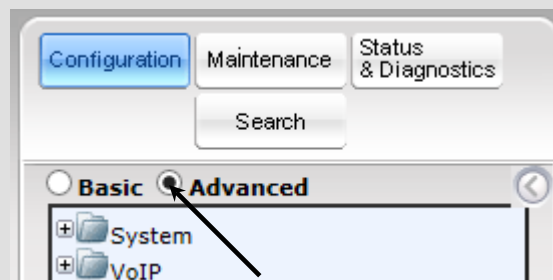 Configuration Maintenance Status
& Diagnostics
Search
Basic Advanced
System
VoIP